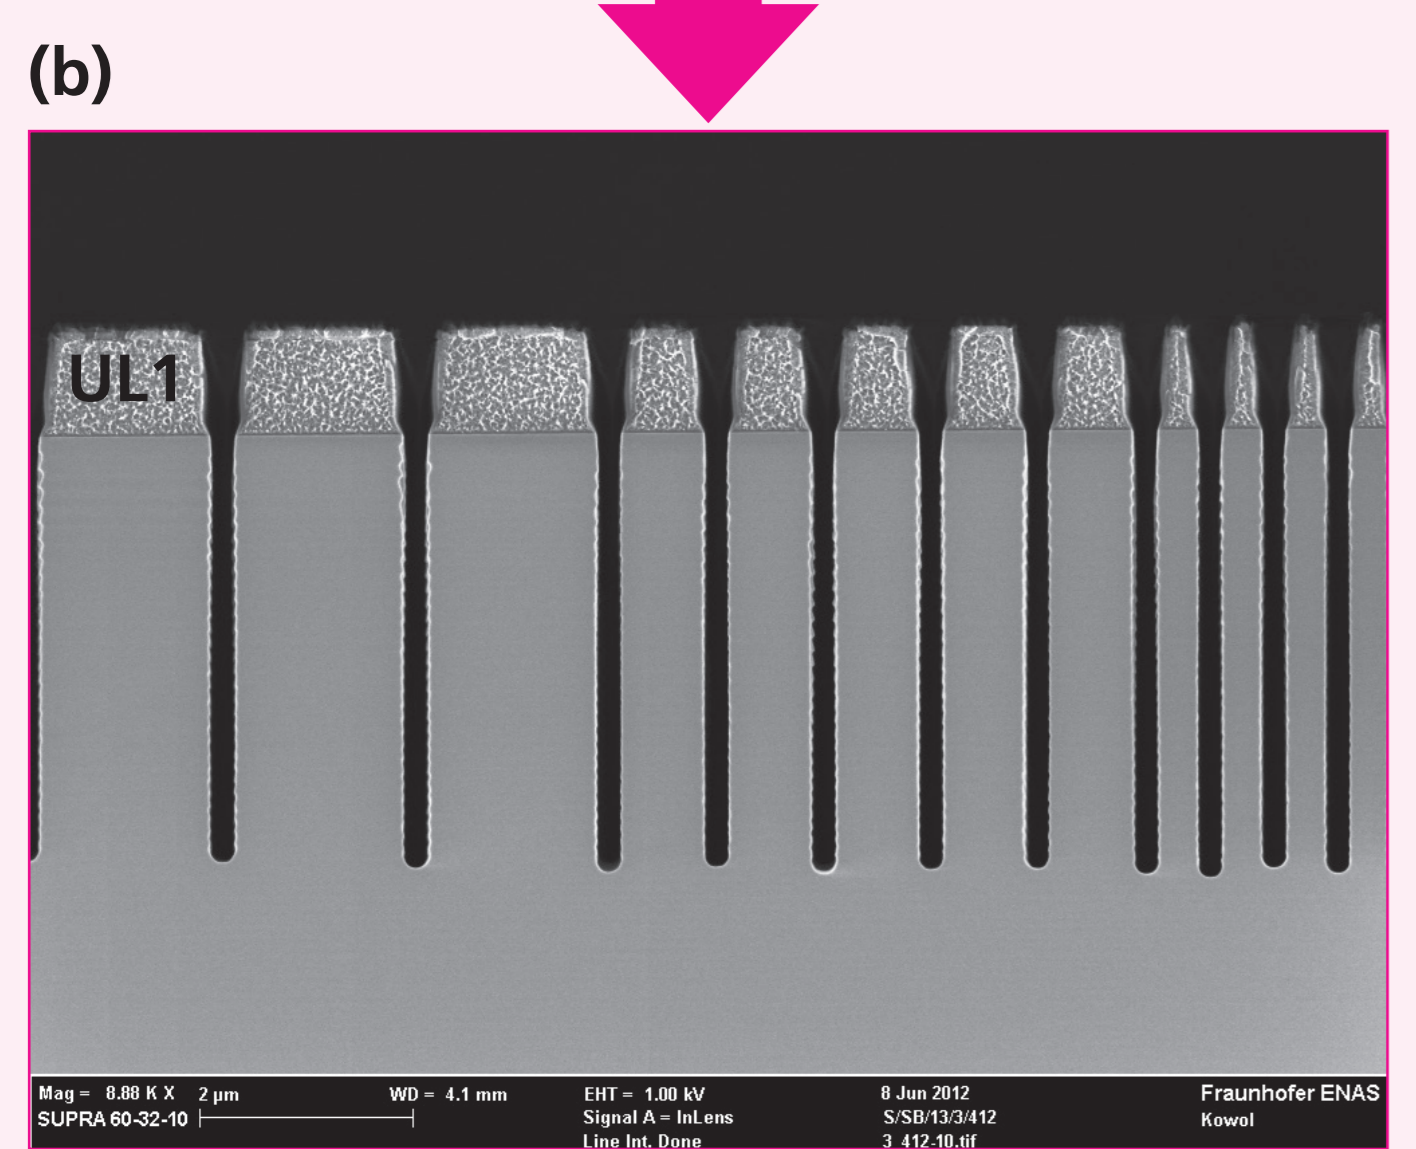 (b)
UL1
Mag = 8.88 K X 2 µm WD = 4.1 mm EHT = 1.00 kV 8 Jun 2012 Fraunhofer ENAS
SUPRA 60-32-10 Signal A = InLens S/SB/13/3/412 Kowol
Line Int. Done 3_412-10.tif